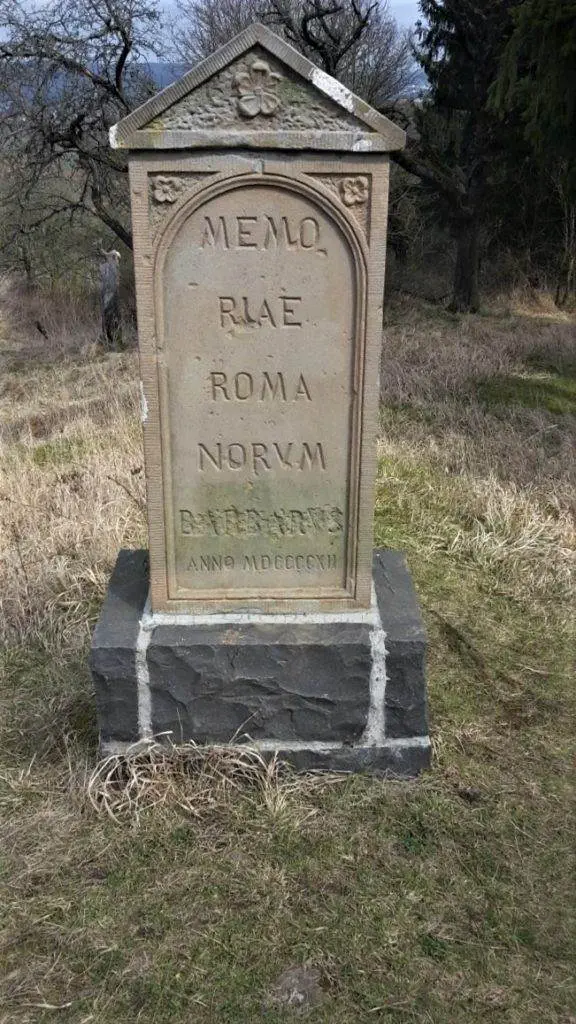 MEMO
RIAE
ROMA
NORVM
BARBARVS
ANNO MDCCCCXII